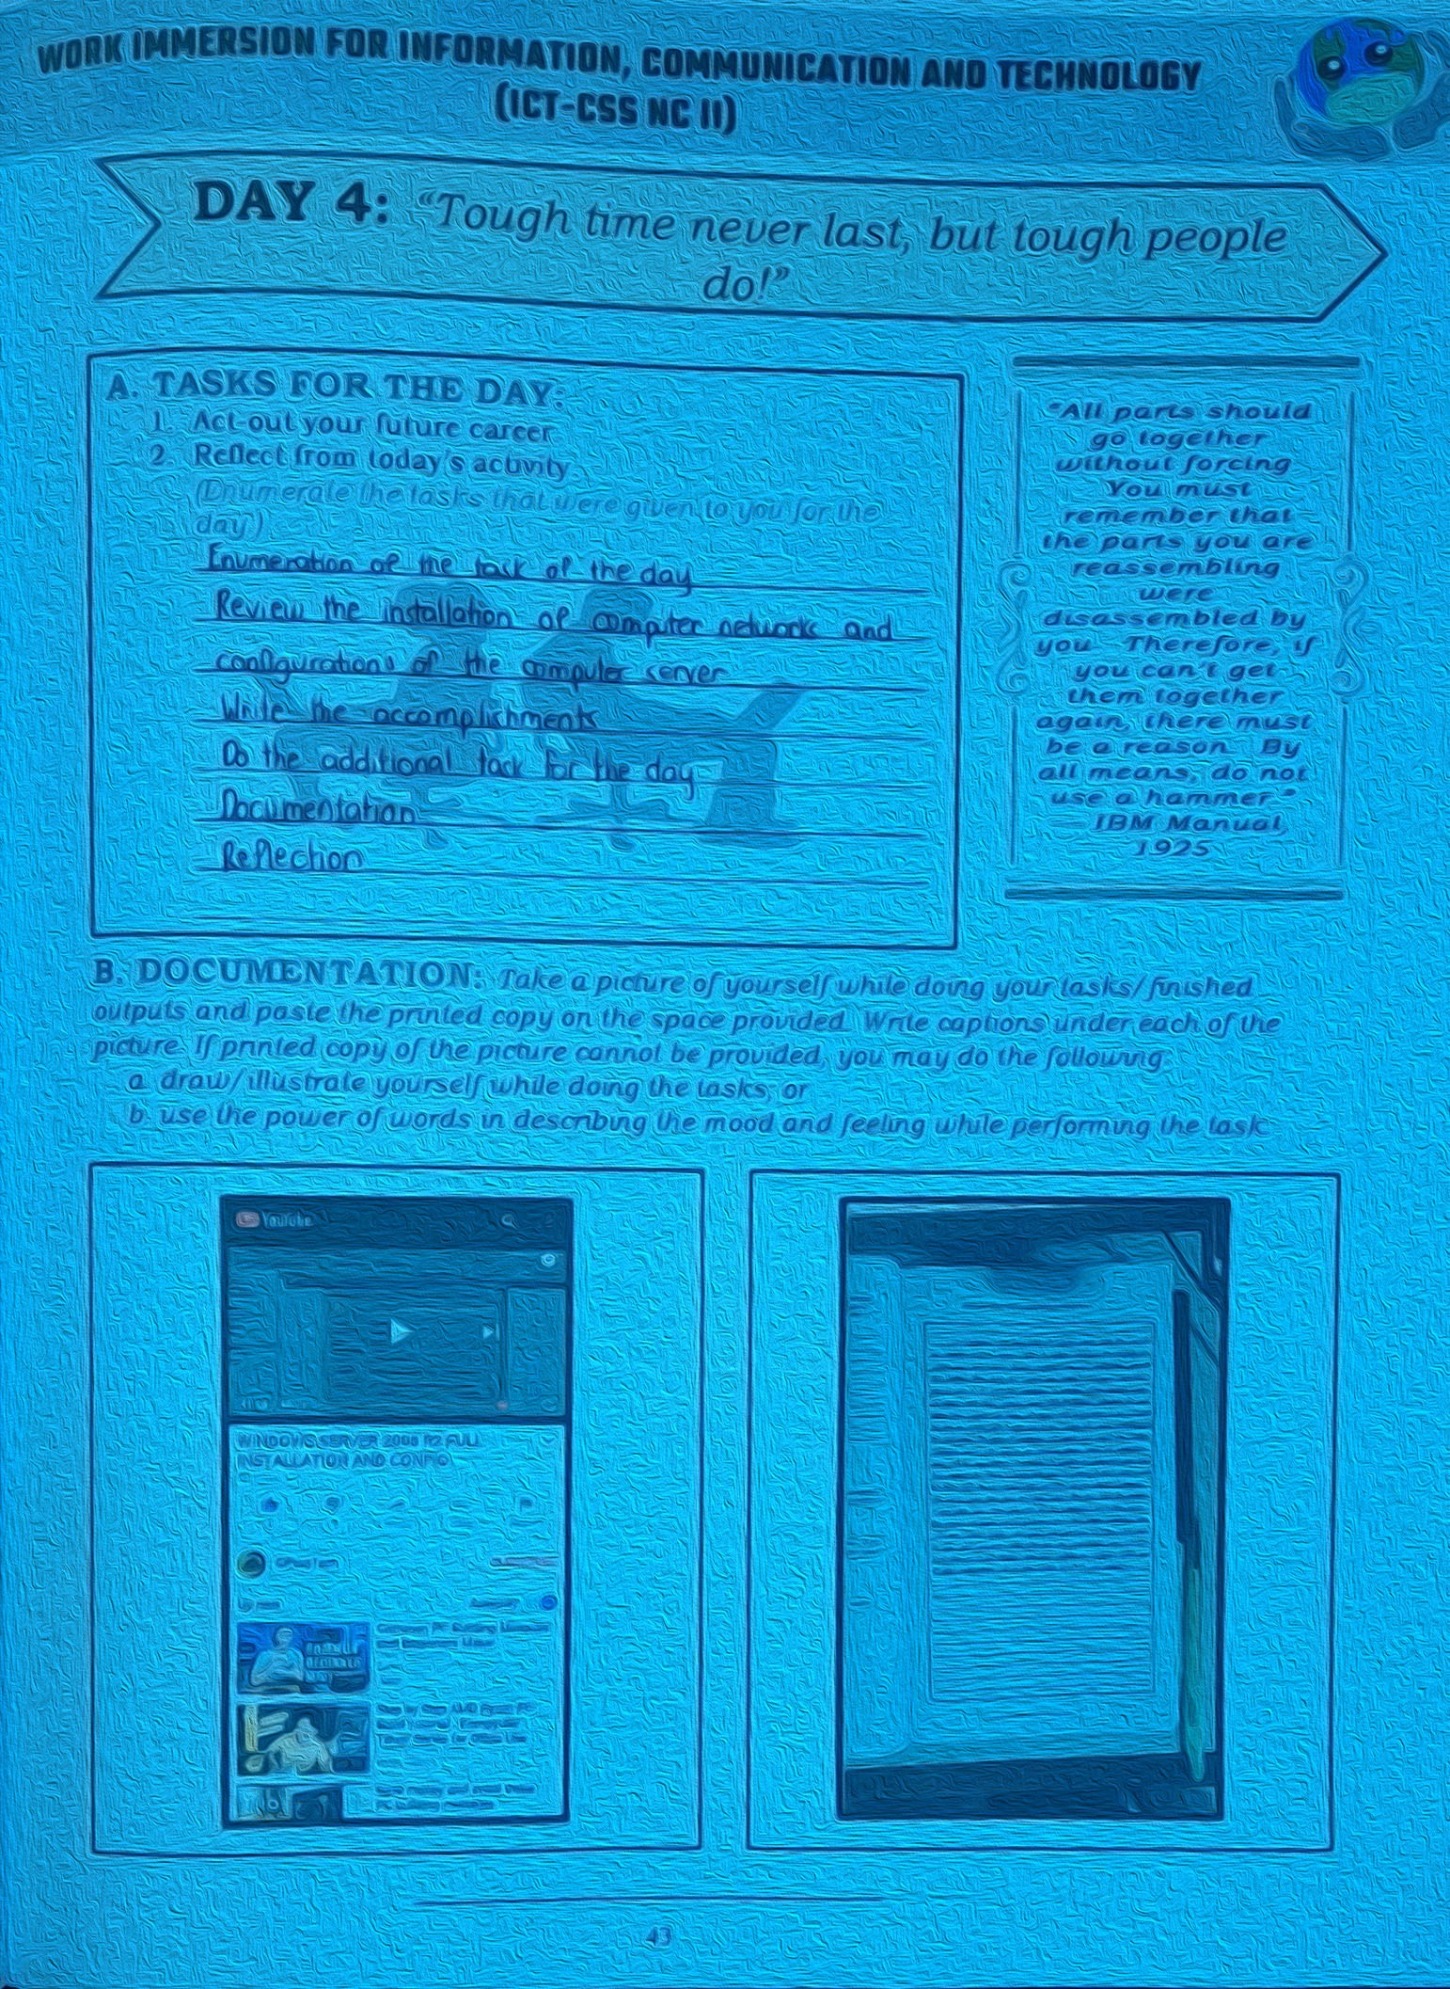 WORK IMMERSION FOR INFORMATION, COMMUNICATION AND TECHNOLOGY
(ICT-CSS NC II)
DAY 4: “Tough time never last, but tough people
do!”
A. TASKS FOR THE DAY:
1. Act-out your future career
2. Reflect from today's activity
(Enumerate the tasks that were given to you for the
day.)
Enumeration of the task of the day
Review the installation of computer networks and
configurations of the computer server
Write the accomplishments
Do the additional task for the day
Documentation
Reflection
“All parts should
go together
without forcing
You must
remember that
the parts you are
reassembling
were
disassembled by
you. Therefore, if
you can't get
them together
again, there must
be a reason. By
all means, do not
use a hammer.”
IBM Manual,
1925
B. DOCUMENTATION: Take a picture of yourself while doing your tasks/finished
outputs and paste the printed copy on the space provided. Write captions under each of the
picture. If printed copy of the picture cannot be provided, you may do the following:
a. draw/illustrate yourself while doing the tasks; or
b. use the power of words in describing the mood and feeling while performing the task.
YouTube
WINDOWS SERVER 2008 R2 FULL
INSTALLATION AND CONFIG
Up next
43